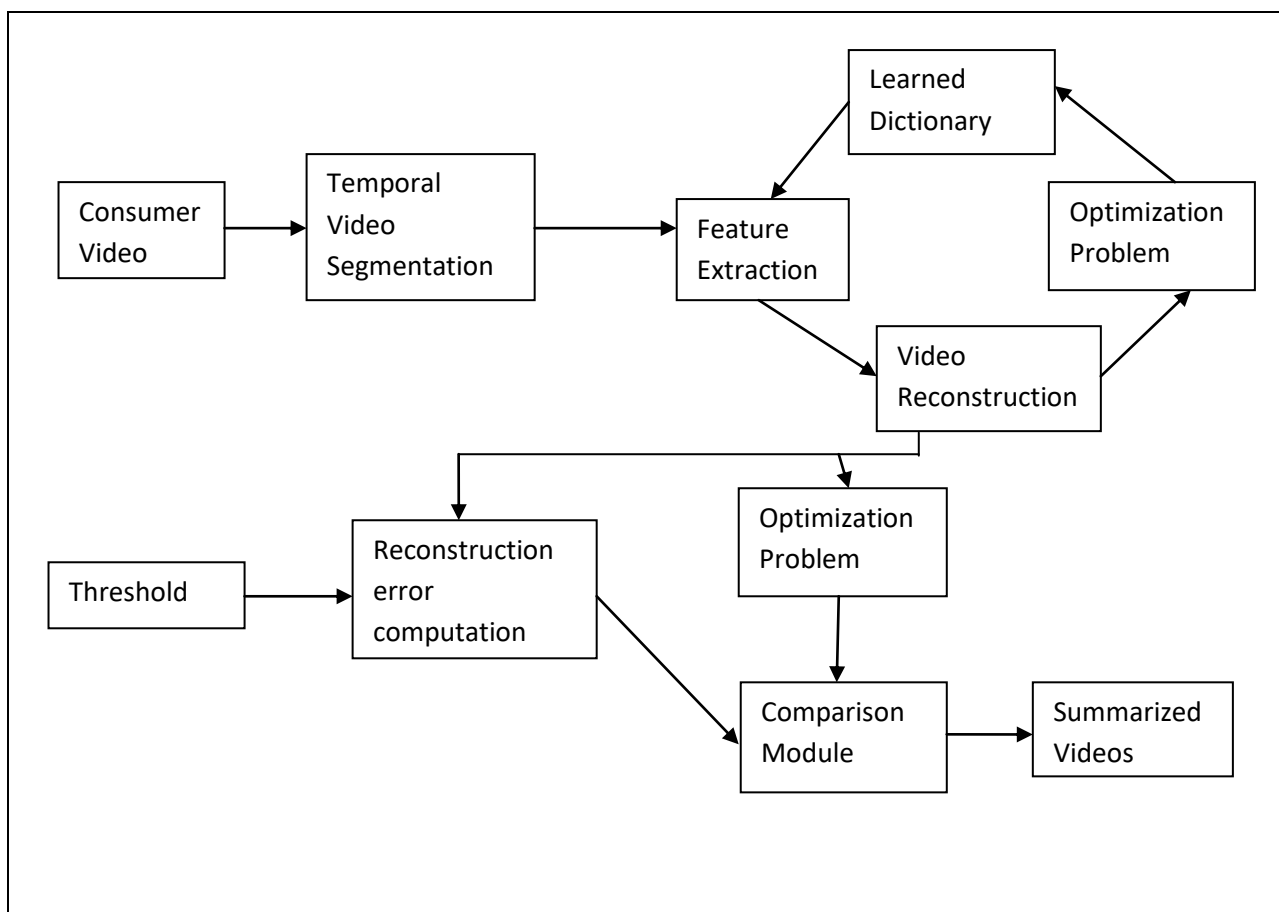 Learned
Dictionary
Consumer
Video
Temporal
Video
Segmentation
Feature
Extraction
Optimization
Problem
Video
Reconstruction
Threshold
Reconstruction
error
computation
Optimization
Problem
Comparison
Module
Summarized
Videos